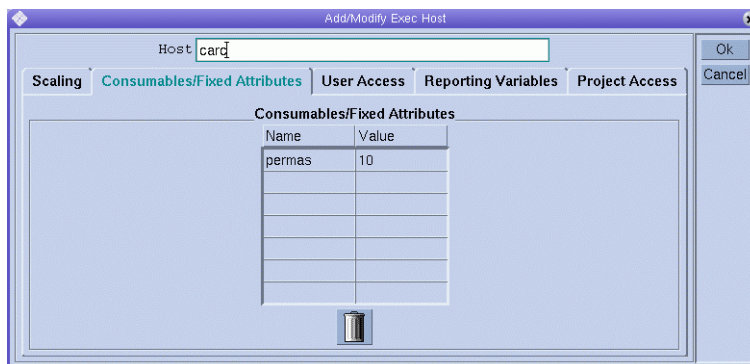 Add/Modify Exec Host
Host carc
Ok
Cancel
Scaling Consumables/Fixed Attributes User Access Reporting Variables Project Access
Consumables/Fixed Attributes
Name Value
permas 10